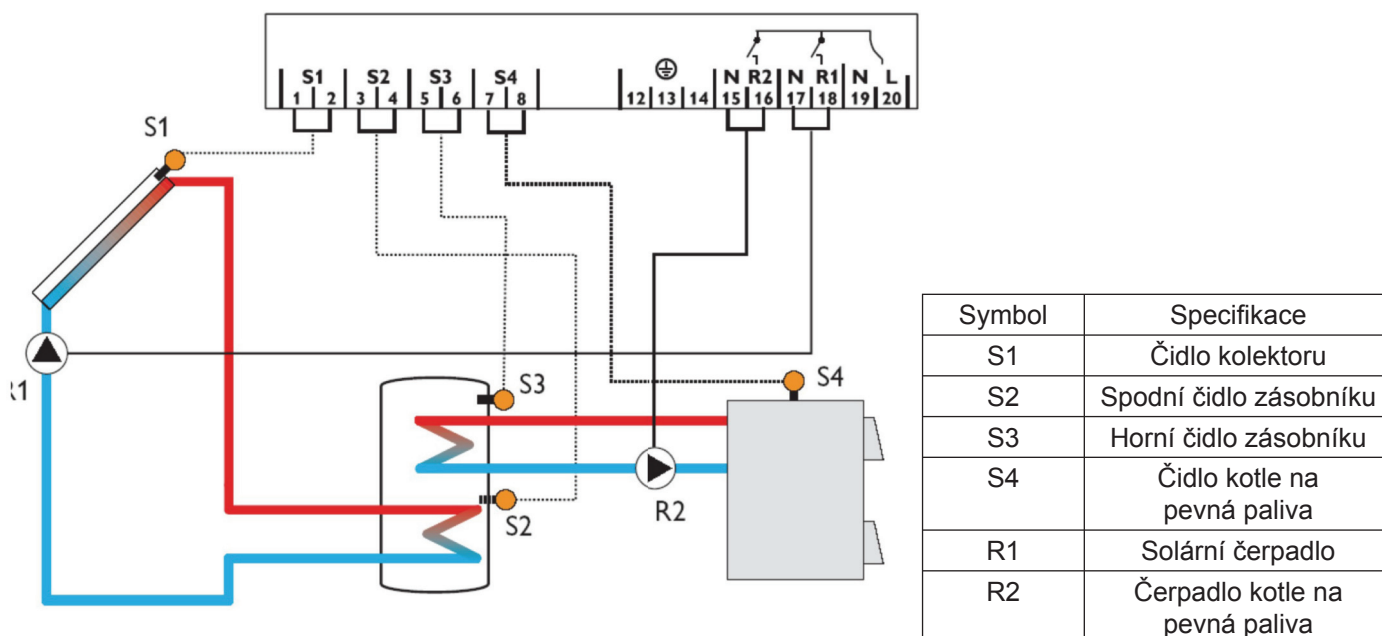 S1 S2 S3 S4 N R2 N R1 N L
1 2 3 4 5 6 7 8 12 13 14 15 16 17 18 19 20
S1
R1
S3
S4
S2
R2
Symbol Specifikace
S1 Čidlo kolektoru
S2 Spodní čidlo zásobníku
S3 Horní čidlo zásobníku
S4 Čidlo kotle na
pevná paliva
R1 Solární čerpadlo
R2 Čerpadlo kotle na
pevná paliva